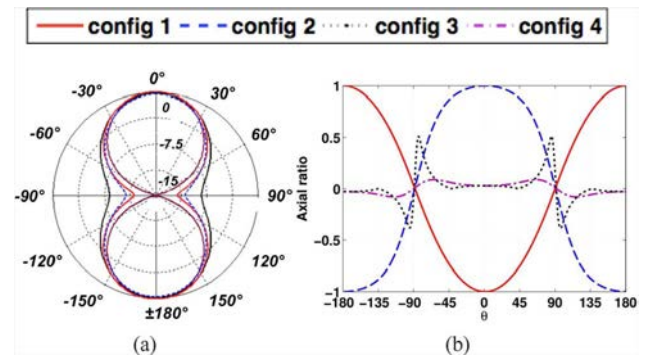 config 1 config 2 config 3 config 4
0°
-30° 30°
0
-60° 60°
-7.5
-15
-90° 90°
-120° 120°
-150° 150°
±180°
(a)
Axial ratio
1
0.5
0
−0.5
−1
−180 −135 −90 −45 0 45 90 135 180
θ
(b)